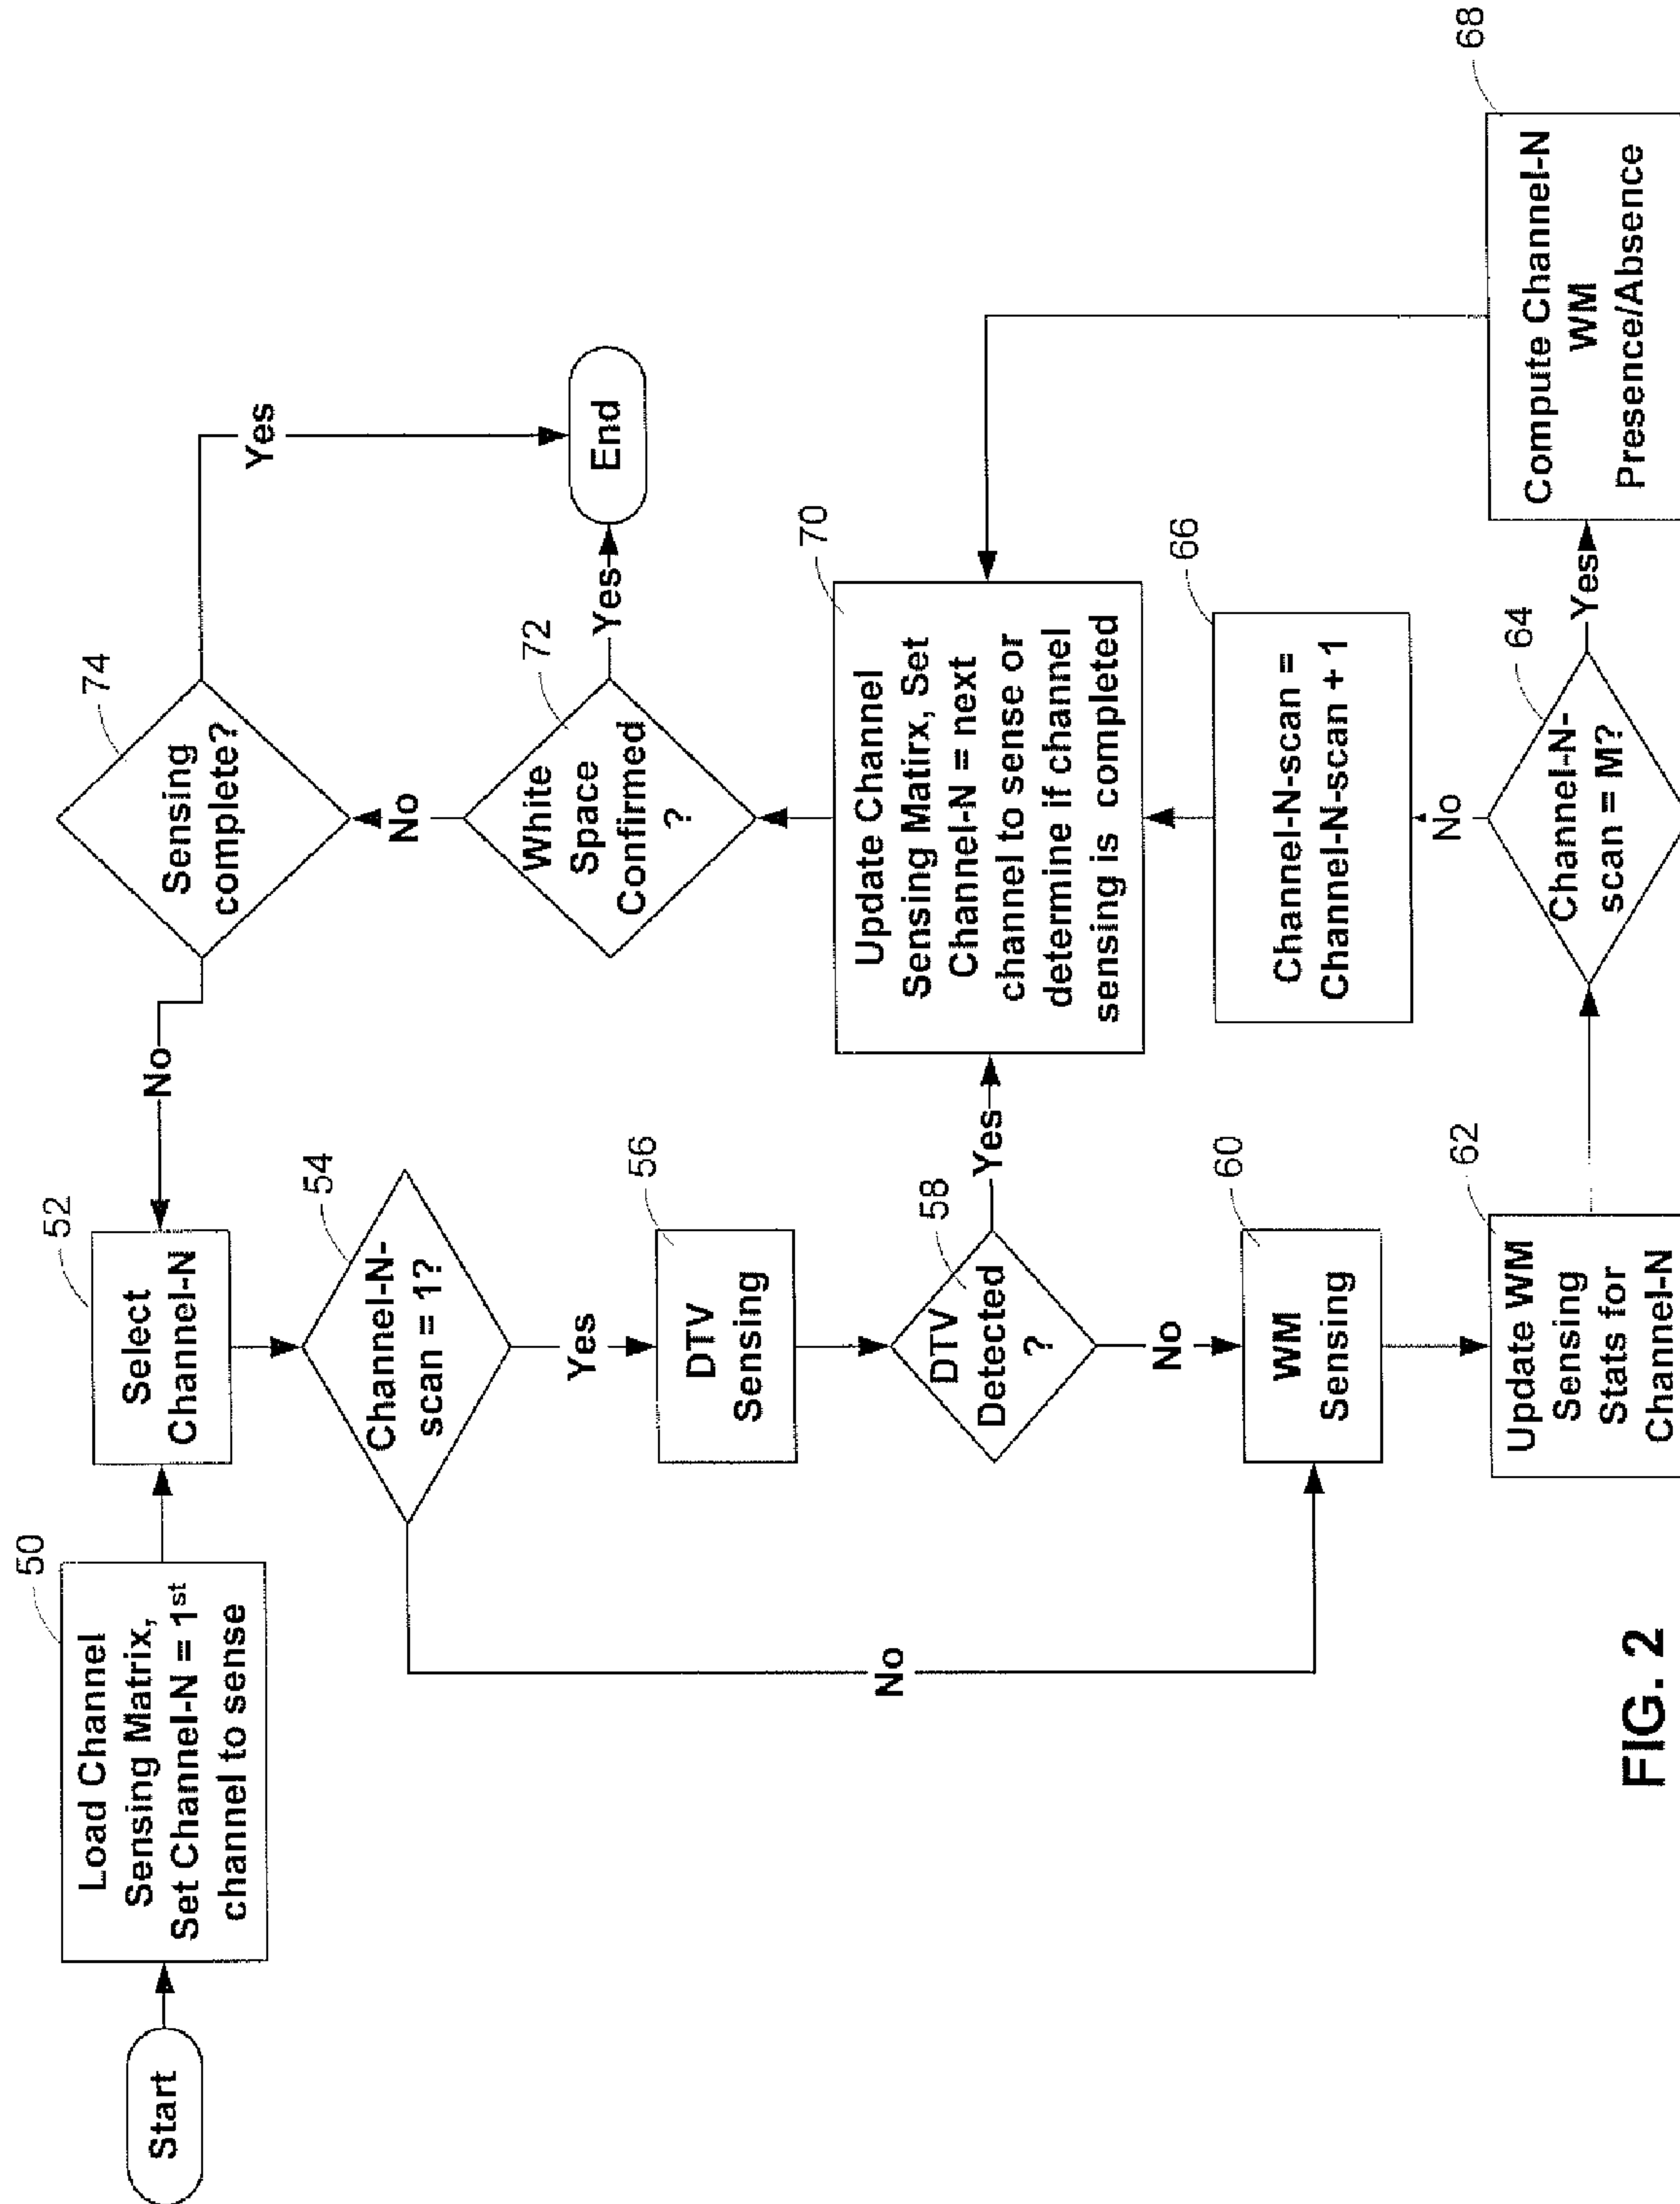 Start
50
Load Channel
Sensing Matrix,
Set Channel-N = 1st
channel to sense
52
Select
Channel-N
No
74
Sensing
complete?
Yes
54
Channel-N-
scan = 1?
Yes
No
56
DTV
Sensing
58
DTV
Detected
?
Yes
No
60
WM
Sensing
62
Update WM
Sensing
Stats for
Channel-N
64
Channel-N-
scan = M?
No
Yes
66
Channel-N-scan =
Channel-N-scan + 1
68
Compute Channel-N
WM
Presence/Absence
70
Update Channel
Sensing Matirx, Set
Channel-N = next
channel to sense or
determine if channel
sensing is completed
72
White
Space
Confirmed
?
No
Yes
End
FIG. 2